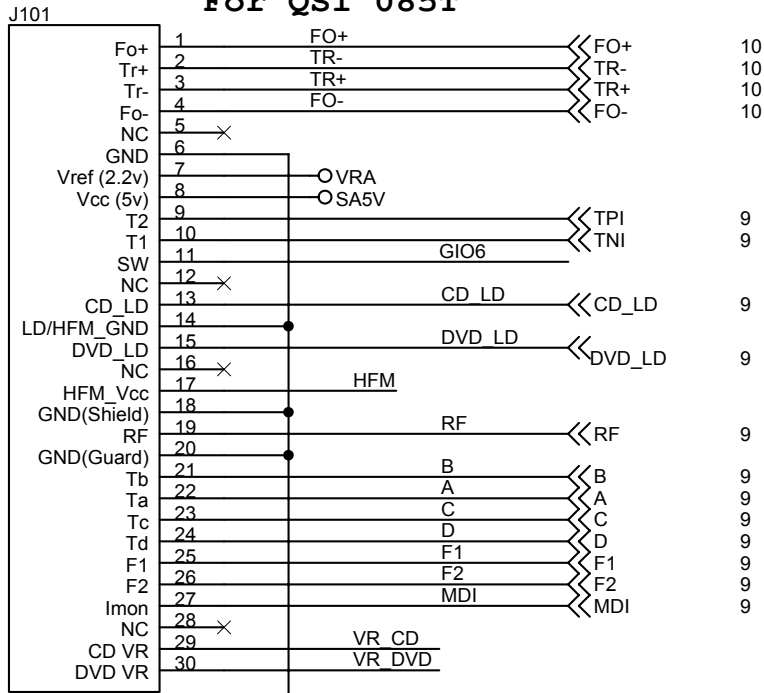 For QSI 085T
J101
Fo+ 1 FO+ FO+ 10
Tr+ 2 TR- TR- 10
Tr- 3 TR+ TR+ 10
Fo- 4 FO- FO- 10
NC 5
GND 6
Vref (2.2v) 7 VRA
Vcc (5v) 8 SA5V
T2 9 TPI 9
T1 10 TNI 9
SW 11 GIO6
NC 12
CD_LD 13 CD_LD CD_LD 9
LD/HFM_GND 14
DVD_LD 15 DVD_LD DVD_LD 9
NC 16
HFM_Vcc 17 HFM
GND(Shield) 18
RF 19 RF RF 9
GND(Guard) 20
Tb 21 B B 9
Ta 22 A A 9
Tc 23 C C 9
Td 24 D D 9
F1 25 F1 F1 9
F2 26 F2 F2 9
Imon 27 MDI MDI 9
NC 28
CD VR 29 VR_CD
DVD VR 30 VR_DVD